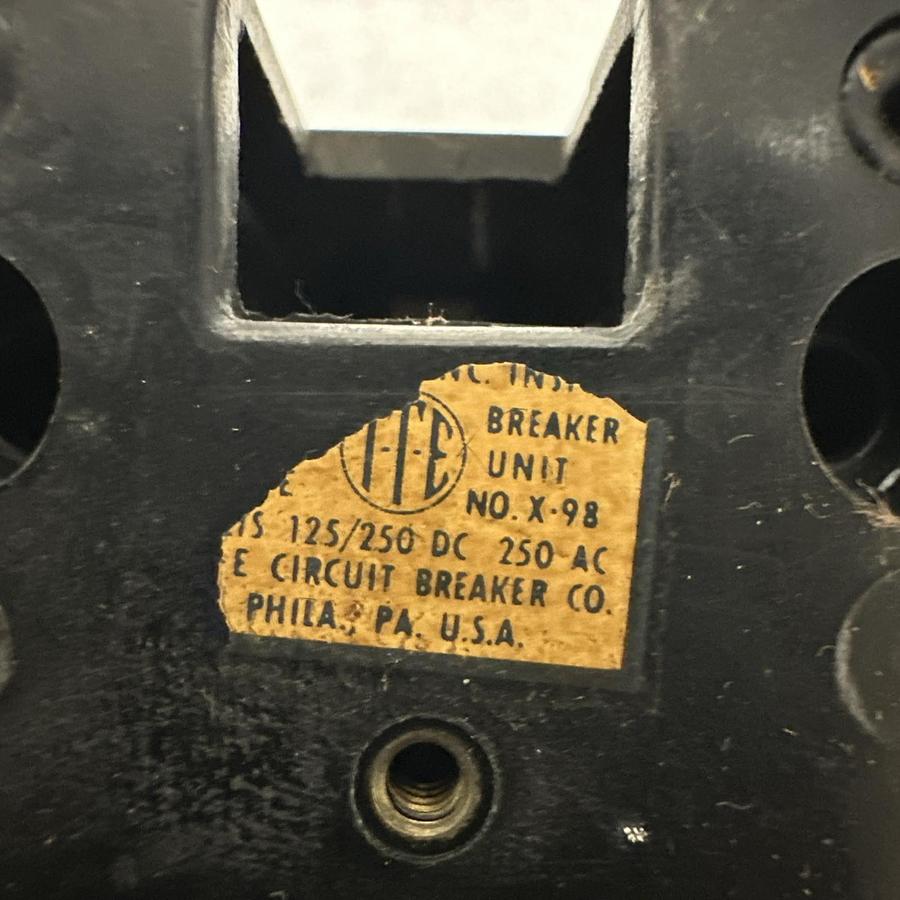 I-T-E
BREAKER
UNIT
NO. X-98
125/250 DC 250 AC
E CIRCUIT BREAKER CO.
PHILA., PA. U.S.A.